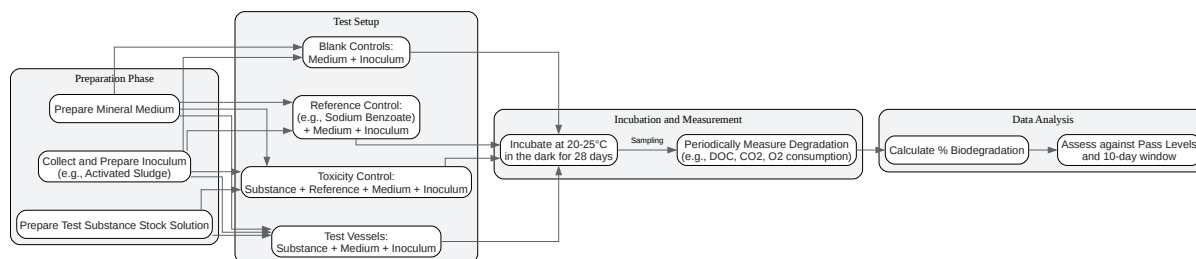 Preparation Phase
Prepare Mineral Medium
Collect and Prepare Inoculum
(e.g., Activated Sludge)
Prepare Test Substance Stock Solution
Test Setup
Blank Controls:
Medium + Inoculum
Reference Control:
(e.g., Sodium Benzoate)
+ Medium + Inoculum
Toxicity Control:
Substance + Reference + Medium + Inoculum
Test Vessels:
Substance + Medium + Inoculum
Incubation and Measurement
Incubate at 20-25°C
in the dark for 28 days
Sampling
Periodically Measure Degradation
(e.g., DOC, CO2, O2 consumption)
Data Analysis
Calculate % Biodegradation
Assess against Pass Levels
and 10-day window